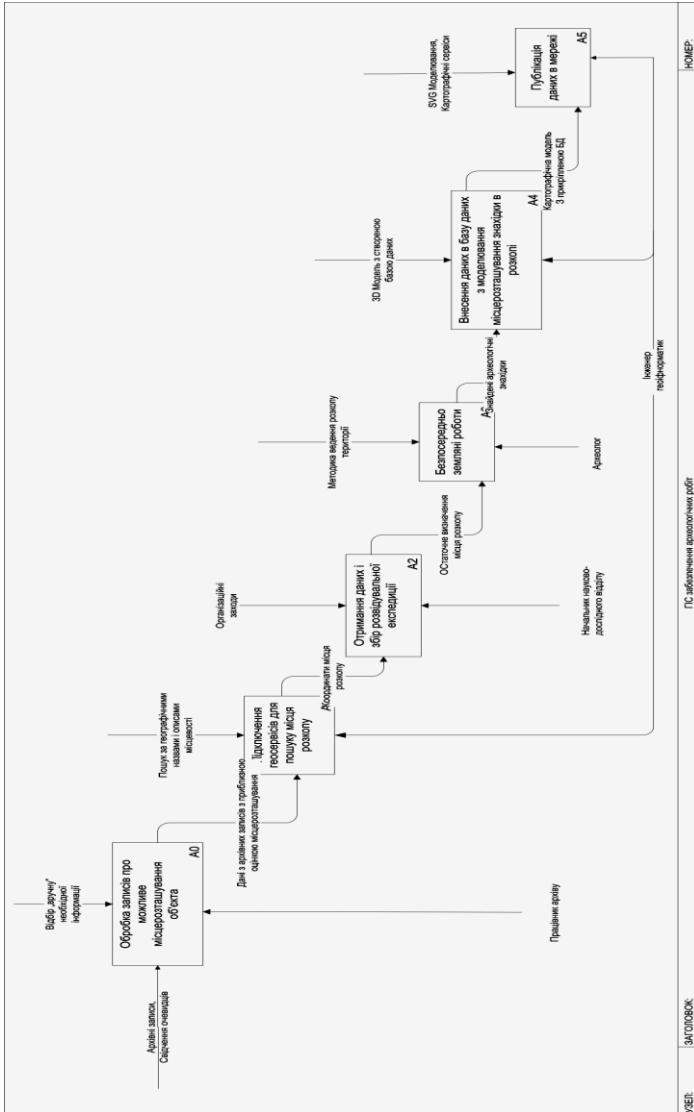 Архівні записи,
Свідчення очевидців
Відбір „вручну”
необхідної
інформації
Обробка записів про
можливе
місцерозташування
об'єкта
A0
Працівник архіву
Дані з архівних записів з приблизною
оцінкою місцерозташування
Пошук за географічними
назвами і описами
місцевості
геосервісів для
пошуку місця
розкопу
Координати місця
розкопу
Організаційні
заходи
Отримання даних і
збір розвідувальної
експедиції
A2
Начальник науково-
дослідного відділу
ОСтаточне визначення
місця розкопу
Методика ведення розкопу
території
Безпосередньо
земляні роботи
Археолог
Знайдені археологічні
знахідки
3D Модель з створеною
базою даних
Внесення даних в базу даних
з моделювання
місцерозташування знахідки в
розкопі
A4
Картографічна модель
З прикріпленою БД
SVG Моделювання,
Картографічні сервіси
Публікація
даних в мережі
A5
Інженер
геоіфнорматик
УЗЕЛ:
ЗАГОЛОВОК:
ГІС забезпечення археологічних робіт
НОМЕР: